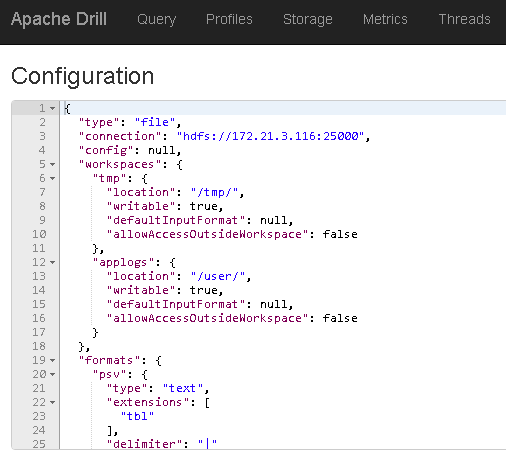 Apache Drill Query Profiles Storage Metrics Threads
Configuration
1 {
2 "type": "file",
3 "connection": "hdfs://172.21.3.116:25000",
4 "config": null,
5 "workspaces": {
6 "tmp": {
7 "location": "/tmp/",
8 "writable": true,
9 "defaultInputFormat": null,
10 "allowAccessOutsideWorkspace": false
11 },
12 "applogs": {
13 "location": "/user/",
14 "writable": true,
15 "defaultInputFormat": null,
16 "allowAccessOutsideWorkspace": false
17 }
18 },
19 "formats": {
20 "psv": {
21 "type": "text",
22 "extensions": [
23 "tbl"
24 ],
25 "delimiter": "|"